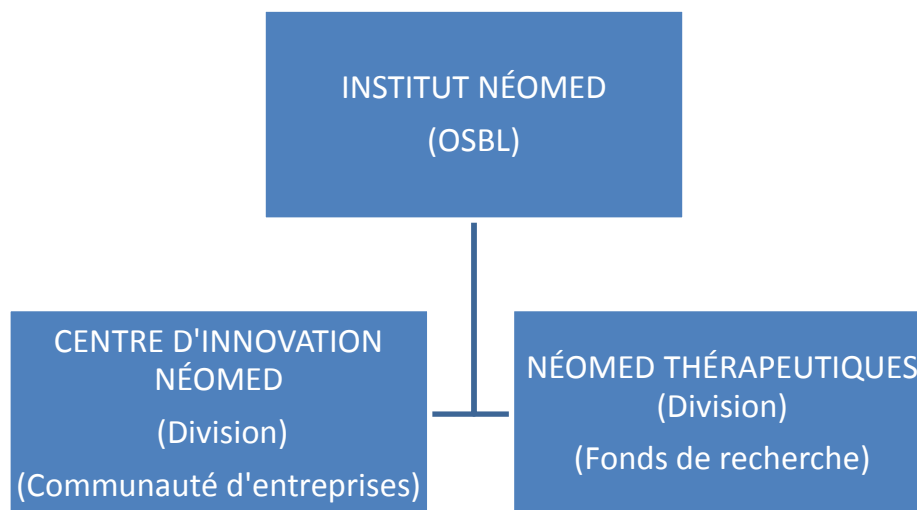 INSTITUT NÉOMED
(OSBL)
CENTRE D'INNOVATION
NÉOMED
(Division)
(Communauté d'entreprises)
NÉOMED THÉRAPEUTIQUES
(Division)
(Fonds de recherche)